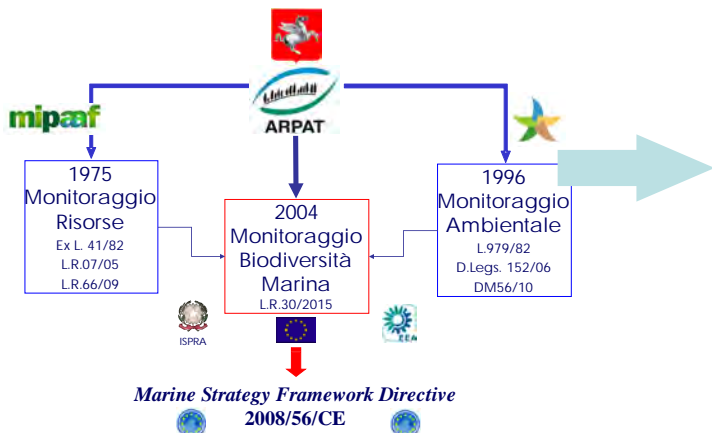 ARPAT
mipaaf
1975
Monitoraggio
Risorse
Ex L. 41/82
L.R.07/05
L.R.66/09
2004
Monitoraggio
Biodiversità
Marina
L.R.30/2015
1996
Monitoraggio
Ambientale
L.979/82
D.Legs. 152/06
DM56/10
ISPRA
EEA
Marine Strategy Framework Directive
2008/56/CE